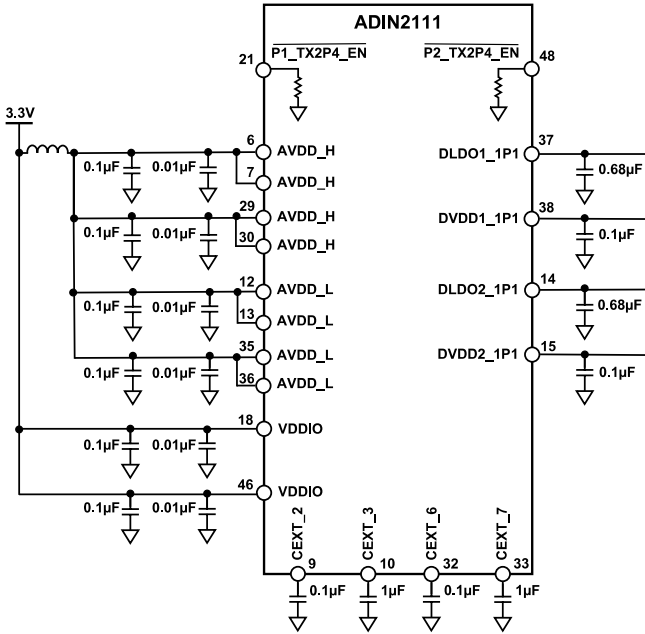 ADIN2111
21
P1_TX2P4_EN
P2_TX2P4_EN
48
3.3V
6
AVDD_H
0.1µF
0.01µF
7
AVDD_H
29
AVDD_H
0.1µF
0.01µF
30
AVDD_H
12
AVDD_L
0.1µF
0.01µF
13
AVDD_L
35
AVDD_L
0.1µF
0.01µF
36
AVDD_L
18
VDDIO
0.1µF
0.01µF
46
VDDIO
0.1µF
0.01µF
DLDO1_1P1
37
0.68µF
DVDD1_1P1
38
0.1µF
DLDO2_1P1
14
0.68µF
DVDD2_1P1
15
0.1µF
CEXT_2
9
0.1µF
CEXT_3
10
1µF
CEXT_6
32
0.1µF
CEXT_7
33
1µF